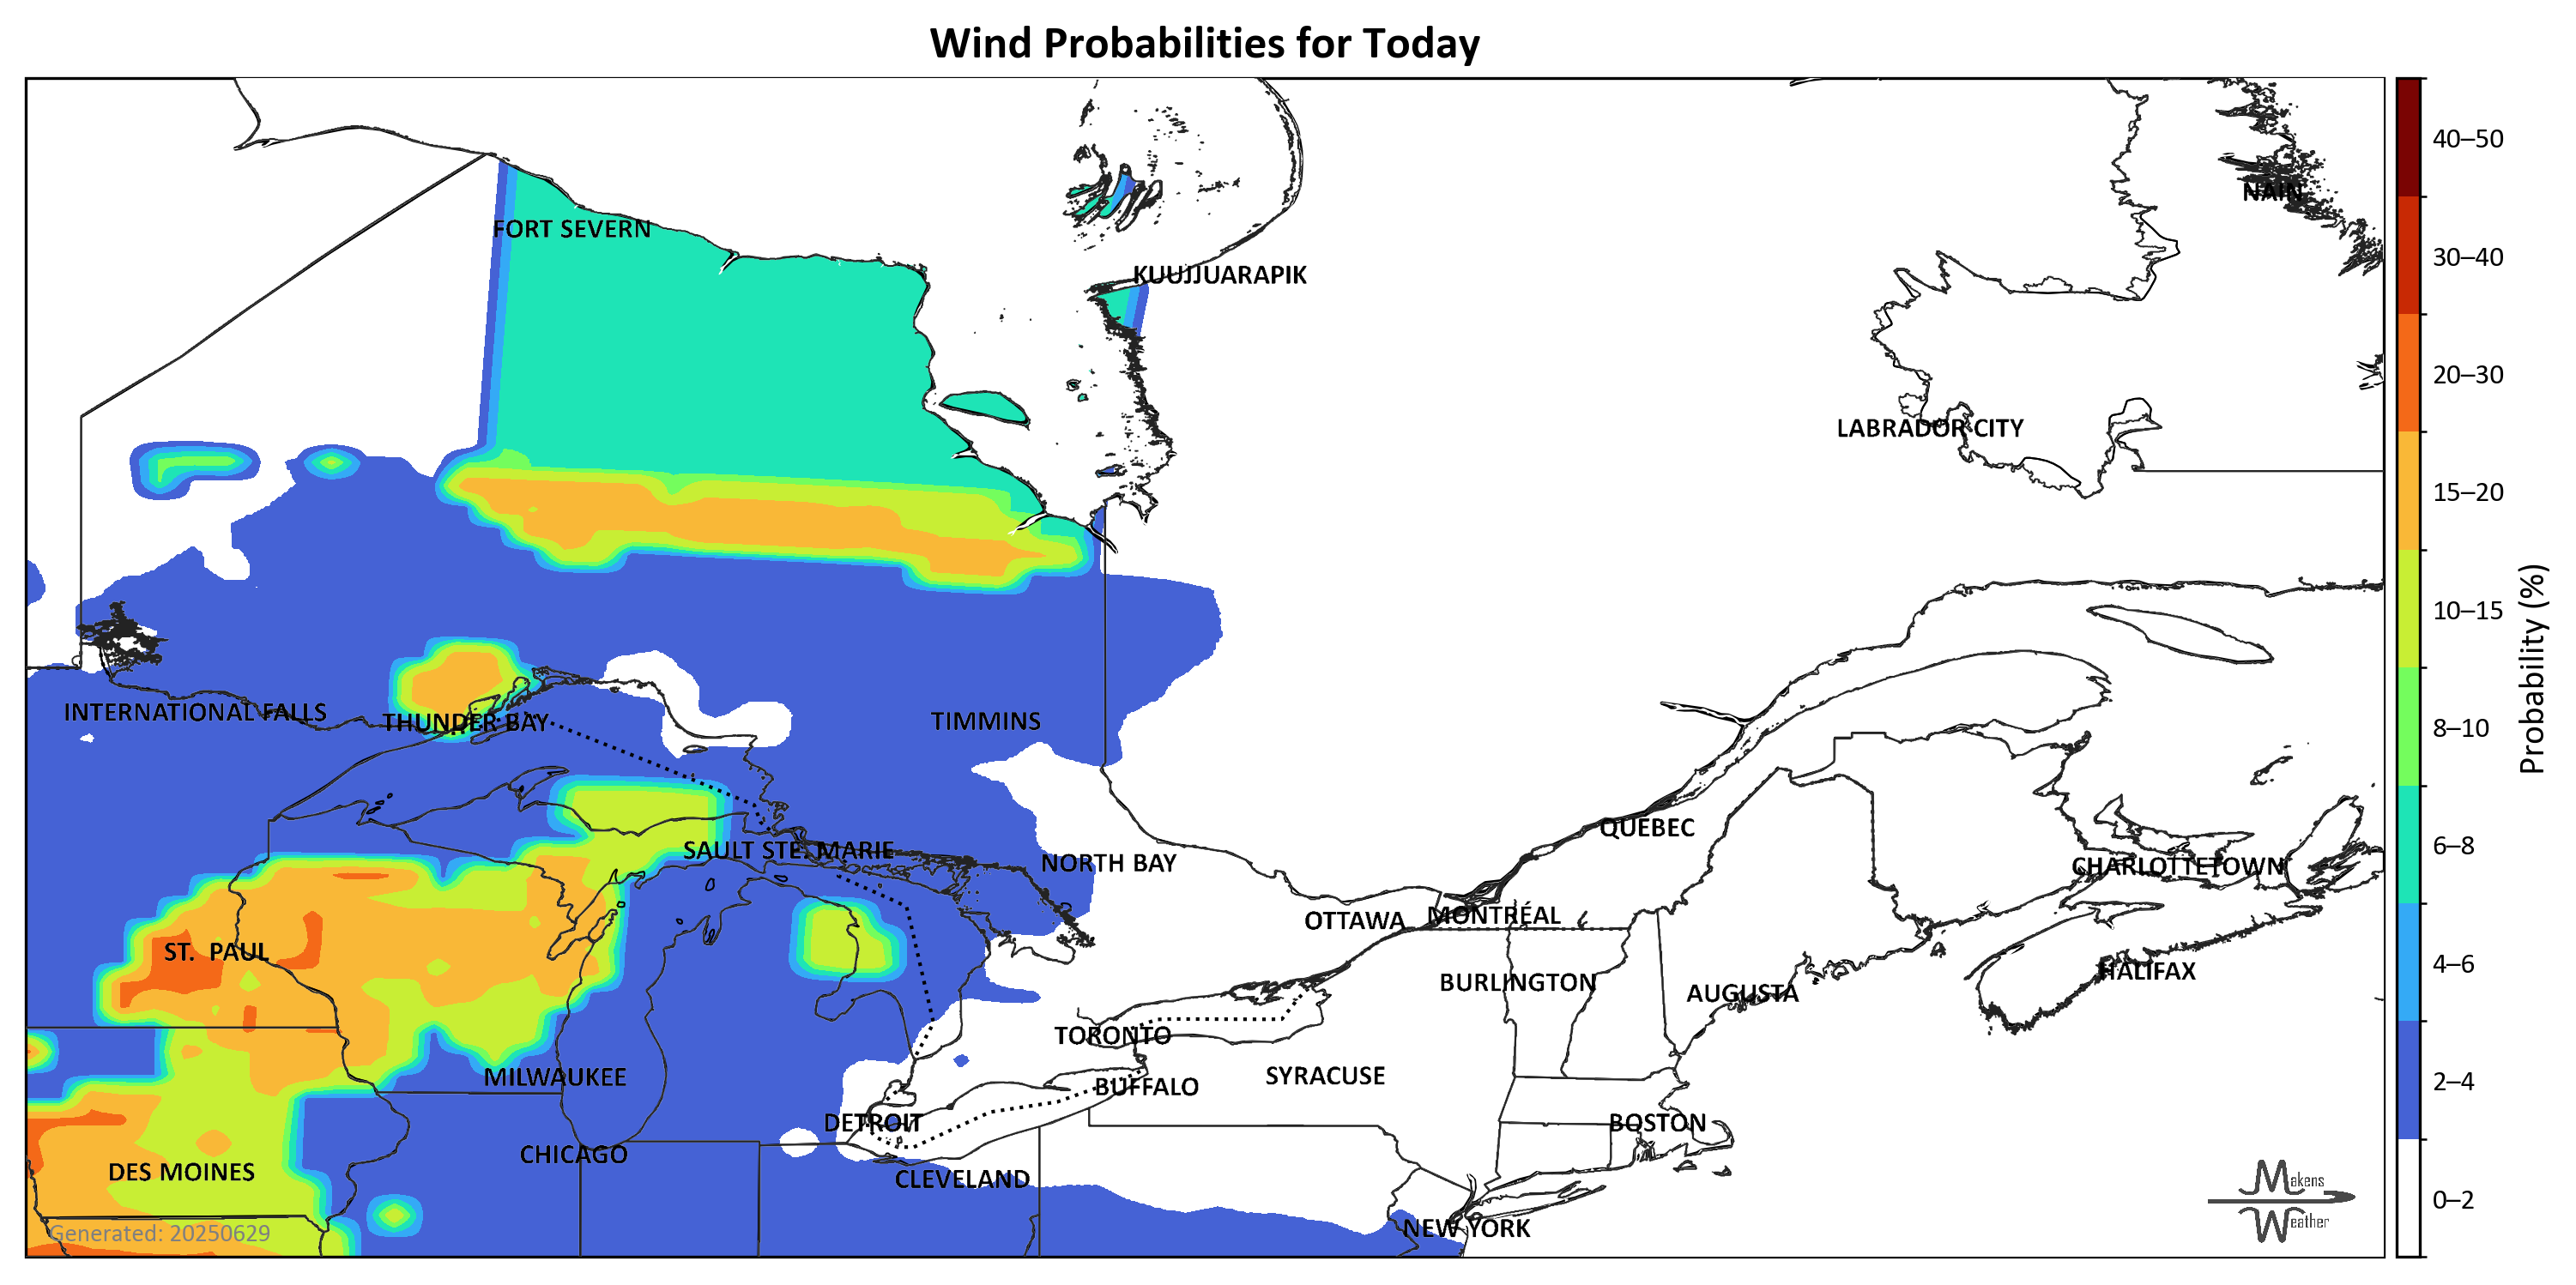 Wind Probabilities for Today
NAIN
FORT SEVERN
KUUJJUARAPIK
LABRADOR CITY
INTERNATIONAL FALLS
THUNDER BAY
TIMMINS
QUÉBEC
SAULT STE. MARIE
NORTH BAY
CHARLOTTETOWN
OTTAWA
MONTRÉAL
ST. PAUL
HALIFAX
BURLINGTON
AUGUSTA
TORONTO
MILWAUKEE
BUFFALO
SYRACUSE
DETROIT
BOSTON
CHICAGO
DES MOINES
CLEVELAND
NEW YORK
Generated: 20250629
Makens
Weather
40–50
30–40
20–30
15–20
10–15
8–10
6–8
4–6
2–4
0–2
Probability (%)